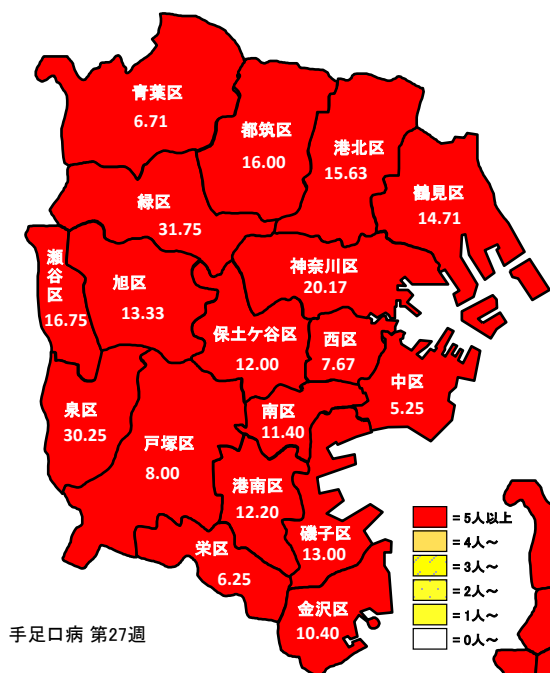 青葉区
6.71
都筑区
16.00
港北区
15.63
鶴見区
14.71
緑区
31.75
瀬谷区
16.75
旭区
13.33
神奈川区
20.17
保土ケ谷区
12.00
西区
7.67
中区
5.25
泉区
30.25
戸塚区
8.00
南区
11.40
港南区
12.20
磯子区
13.00
栄区
6.25
金沢区
10.40
=5人以上
=4人~
=3人~
=2人~
=1人~
=0人~
手足口病 第27週